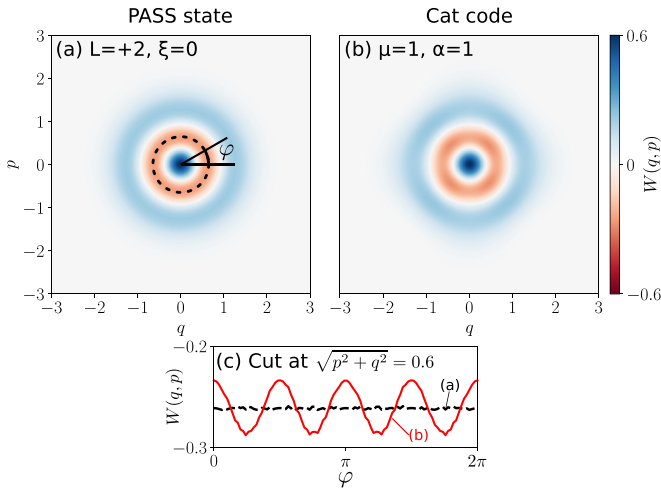 PASS state
Cat code
(a) L=+2, ξ=0
(b) μ=1, α=1
3
2
1
0
−1
−2
−3
p
φ
−3 −2 −1 0 1 2 3
q
−3 −2 −1 0 1 2 3
q
0.6
0
−0.6
W(q,p)
(c) Cut at √p²+q² = 0.6
−0.2
−0.3
W(q,p)
(a)
(b)
0 π 2π
φ